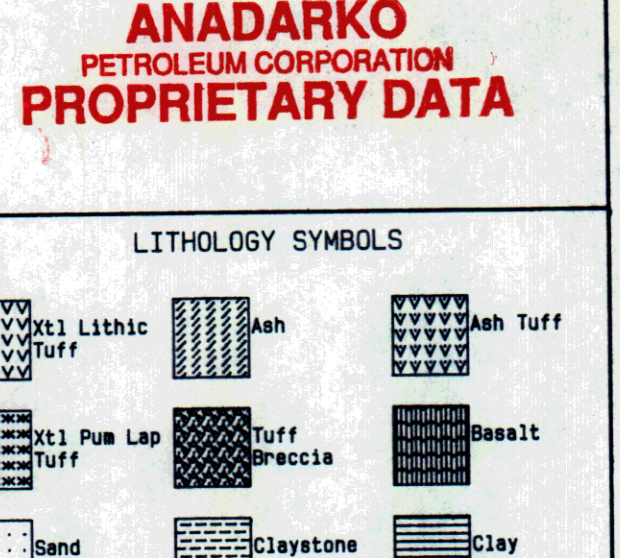 ANADARKO
PETROLEUM CORPORATION
PROPRIETARY DATA
LITHOLOGY SYMBOLS
Xtl Lithic
Tuff
Ash
Ash Tuff
Xtl Pum Lap
Tuff
Tuff
Breccia
Basalt
Sand
Claystone
Clay